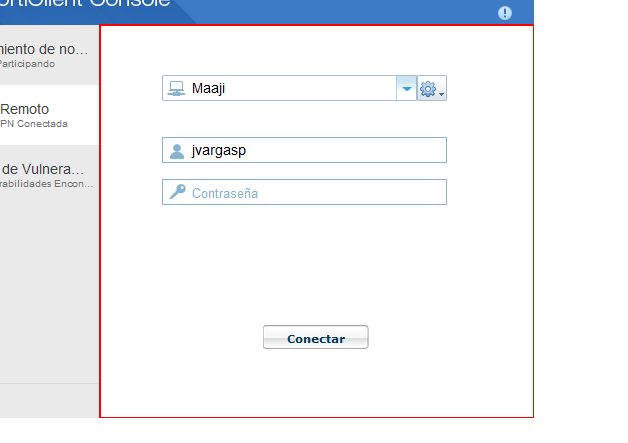 ortiClient Console
miento de no...
Participando
Remoto
PN Conectada
de Vulnera...
rabilidades Encon...
Maaji
jvargasp
Contraseña
Conectar